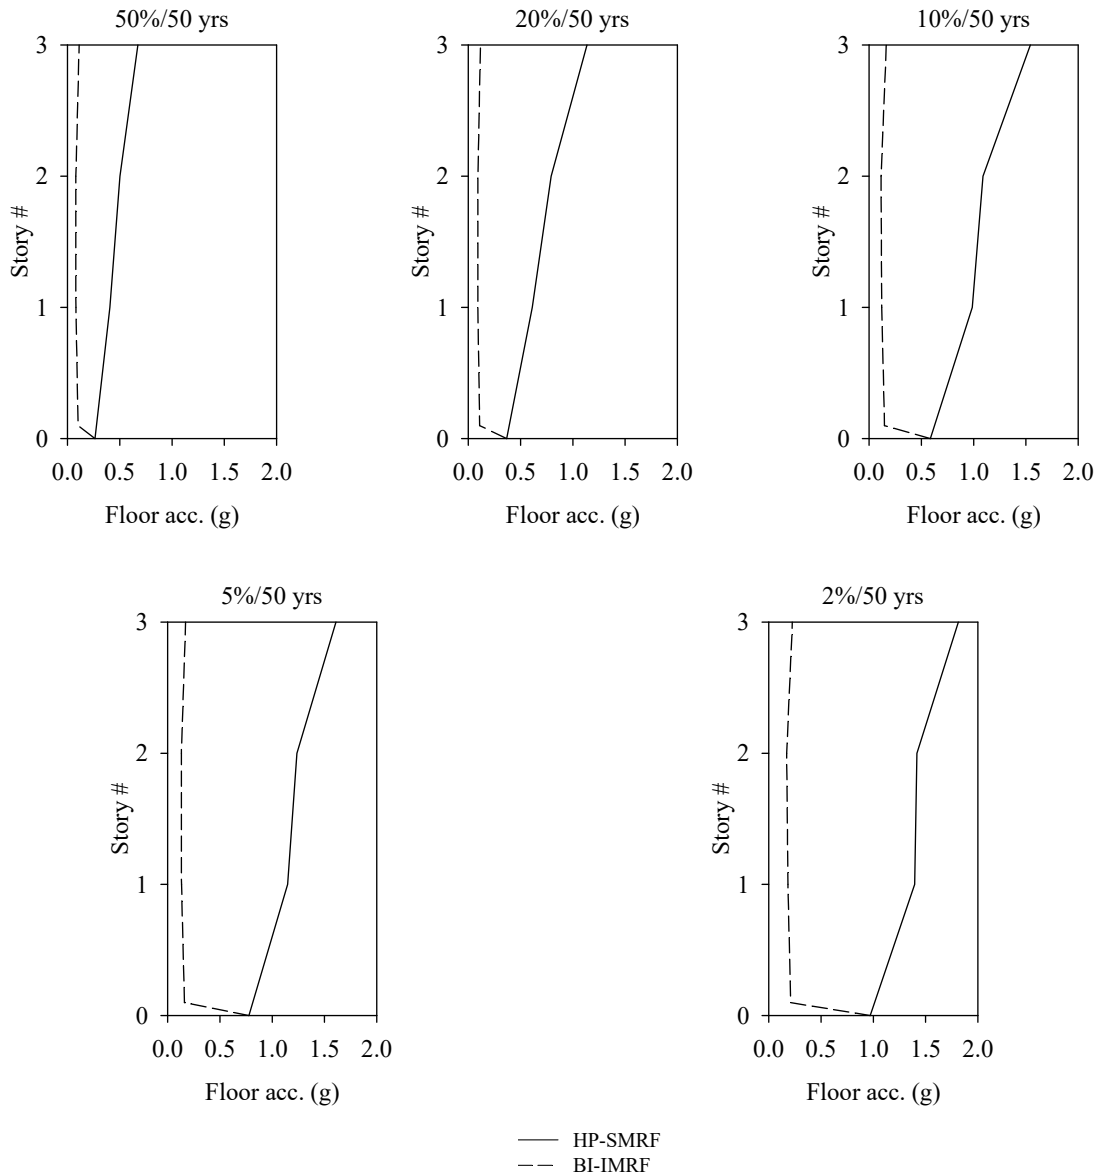 50%/50 yrs
20%/50 yrs
10%/50 yrs
3
2
1
0
Story #
0.0 0.5 1.0 1.5 2.0
Floor acc. (g)
3
2
1
0
Story #
0.0 0.5 1.0 1.5 2.0
Floor acc. (g)
3
2
1
0
Story #
0.0 0.5 1.0 1.5 2.0
Floor acc. (g)
5%/50 yrs
2%/50 yrs
3
2
1
0
Story #
0.0 0.5 1.0 1.5 2.0
Floor acc. (g)
3
2
1
0
Story #
0.0 0.5 1.0 1.5 2.0
Floor acc. (g)
HP-SMRF
BI-IMRF